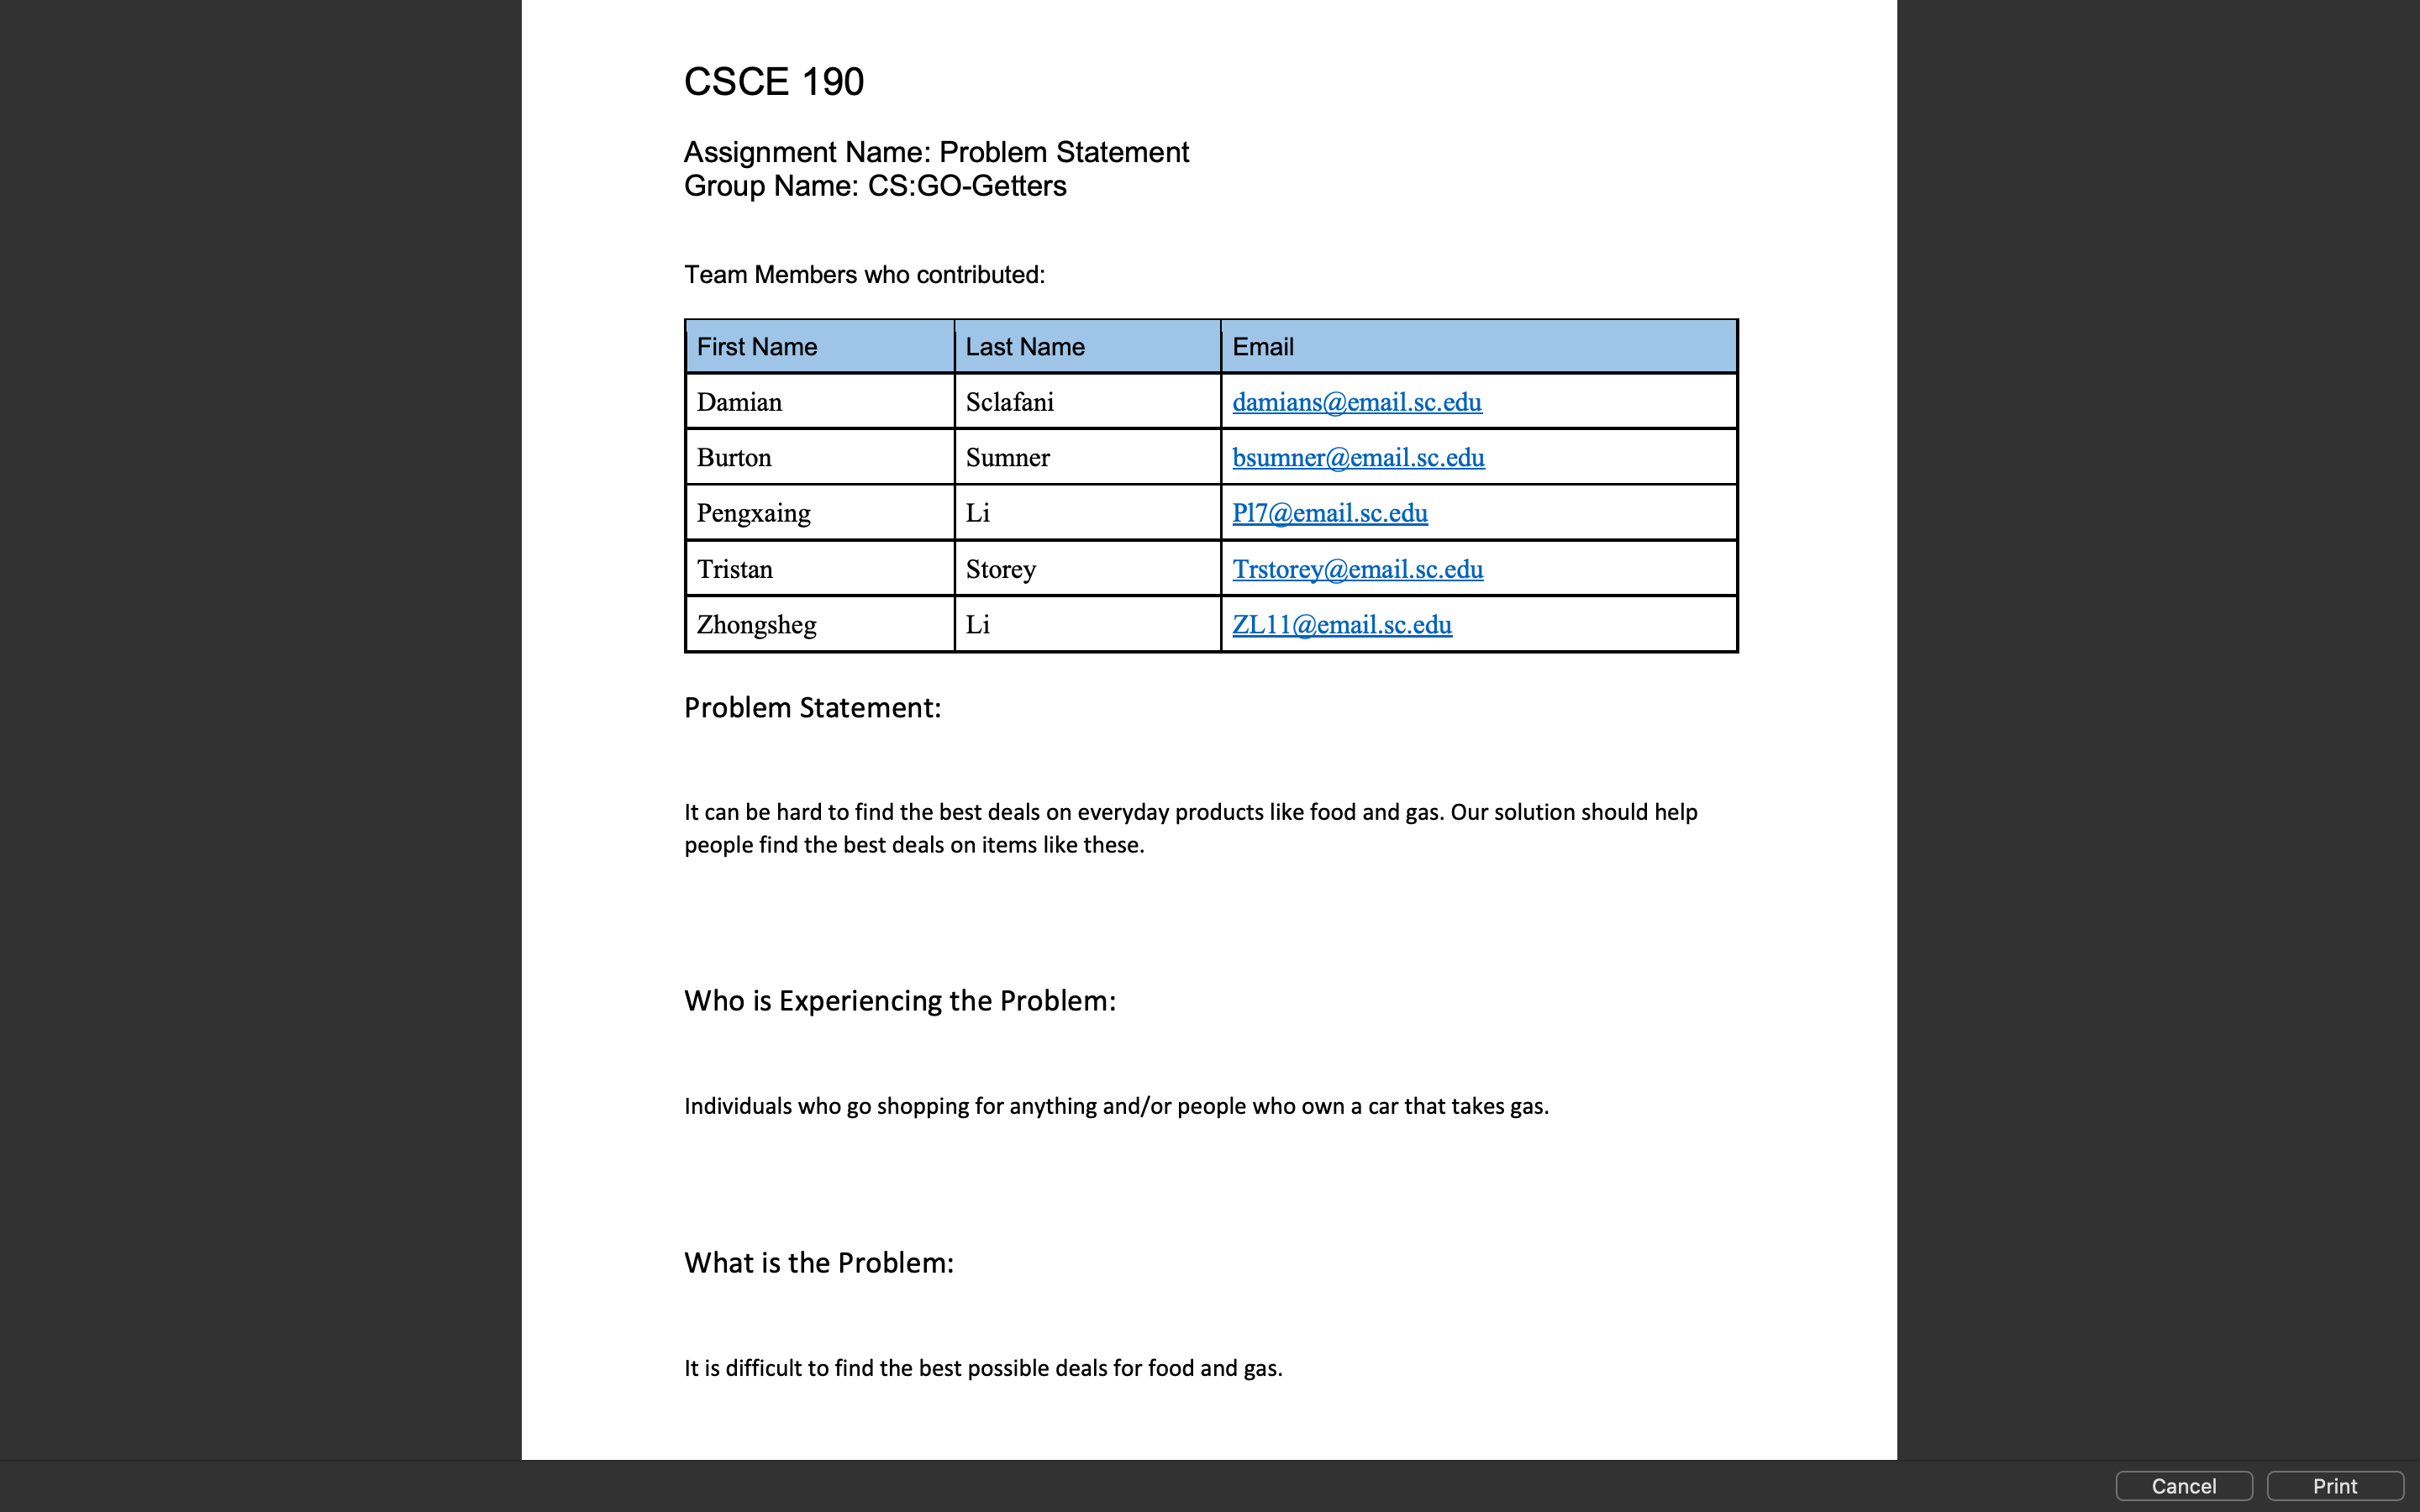 CSCE 190
Assignment Name: Problem Statement
Group Name: CS:GO-Getters
Team Members who contributed:
First Name Last Name Email
Damian Sclafani damians@email.sc.edu
Burton Sumner bsumner@email.sc.edu
Pengxaing Li Pl7@email.sc.edu
Tristan Storey Trstorey@email.sc.edu
Zhongsheg Li ZL11@email.sc.edu
Problem Statement:
It can be hard to find the best deals on everyday products like food and gas. Our solution should help
people find the best deals on items like these.
Who is Experiencing the Problem:
Individuals who go shopping for anything and/or people who own a car that takes gas.
What is the Problem:
It is difficult to find the best possible deals for food and gas.
Cancel Print